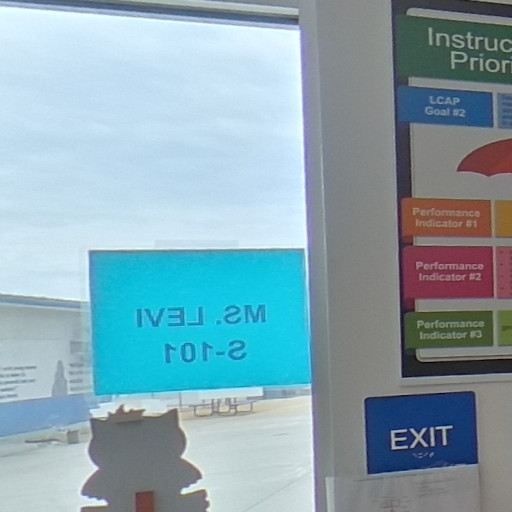 Instruc
Priori
LCAP
Goal #2
Performance
Indicator #1
Performance
Indicator #2
Performance
Indicator #3
MS. LEVI
S-101
EXIT